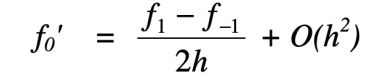 f₀′ = (f₁ − f₋₁) / 2h + O(h²)